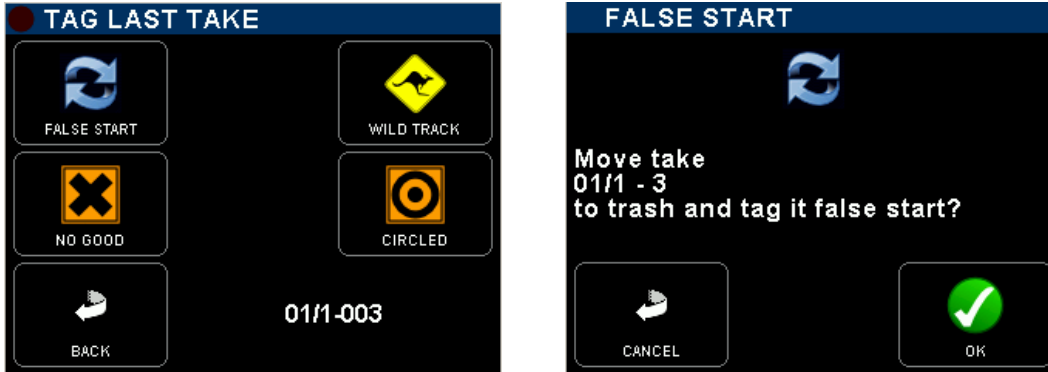 TAG LAST TAKE
FALSE START
WILD TRACK
NO GOOD
CIRCLED
BACK
01/1-003
FALSE START
Move take
01/1 - 3
to trash and tag it false start?
CANCEL
OK